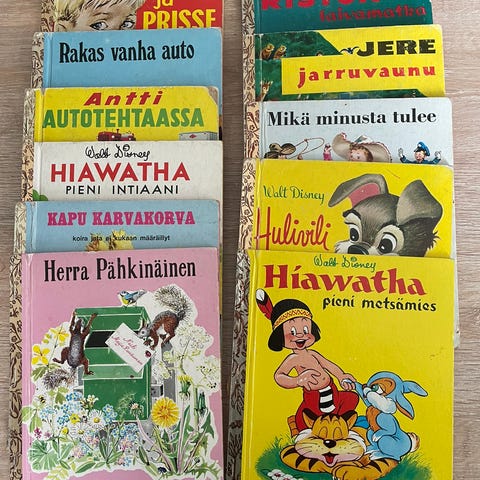 ja
PRISSE
Rakas vanha auto
Antti
AUTOTEHTAASSA
Walt Disney
HIAWATHA
PIENI INTIAANI
KAPU KARVAKORVA
koira jota ei kukaan määräillyt
Herra Pähkinäinen
JERE
jarruvaunu
Mikä minusta tulee
Walt Disney
Hulivili
Walt Disney
Hiawatha
pieni metsämies